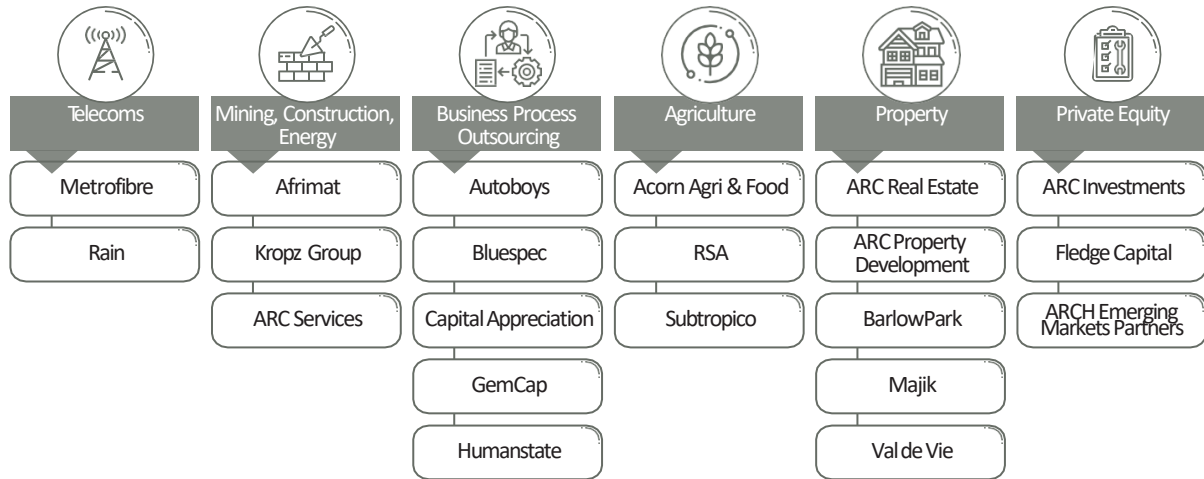 Telecoms
Metrofibre
Rain
Mining, Construction,
Energy
Afrimat
Kropz Group
ARC Services
Business Process
Outsourcing
Autoboys
Bluespec
Capital Appreciation
GemCap
Humanstate
Agriculture
Acorn Agri & Food
RSA
Subtropico
Property
ARC Real Estate
ARC Property
Development
BarlowPark
Majik
Val de Vie
Private Equity
ARC Investments
Fledge Capital
ARCH Emerging
Markets Partners